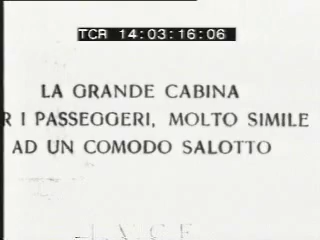 TCR 14:03:16:06
LA GRANDE CABINA
R I PASSEGGERI, MOLTO SIMILE
AD UN COMODO SALOTTO